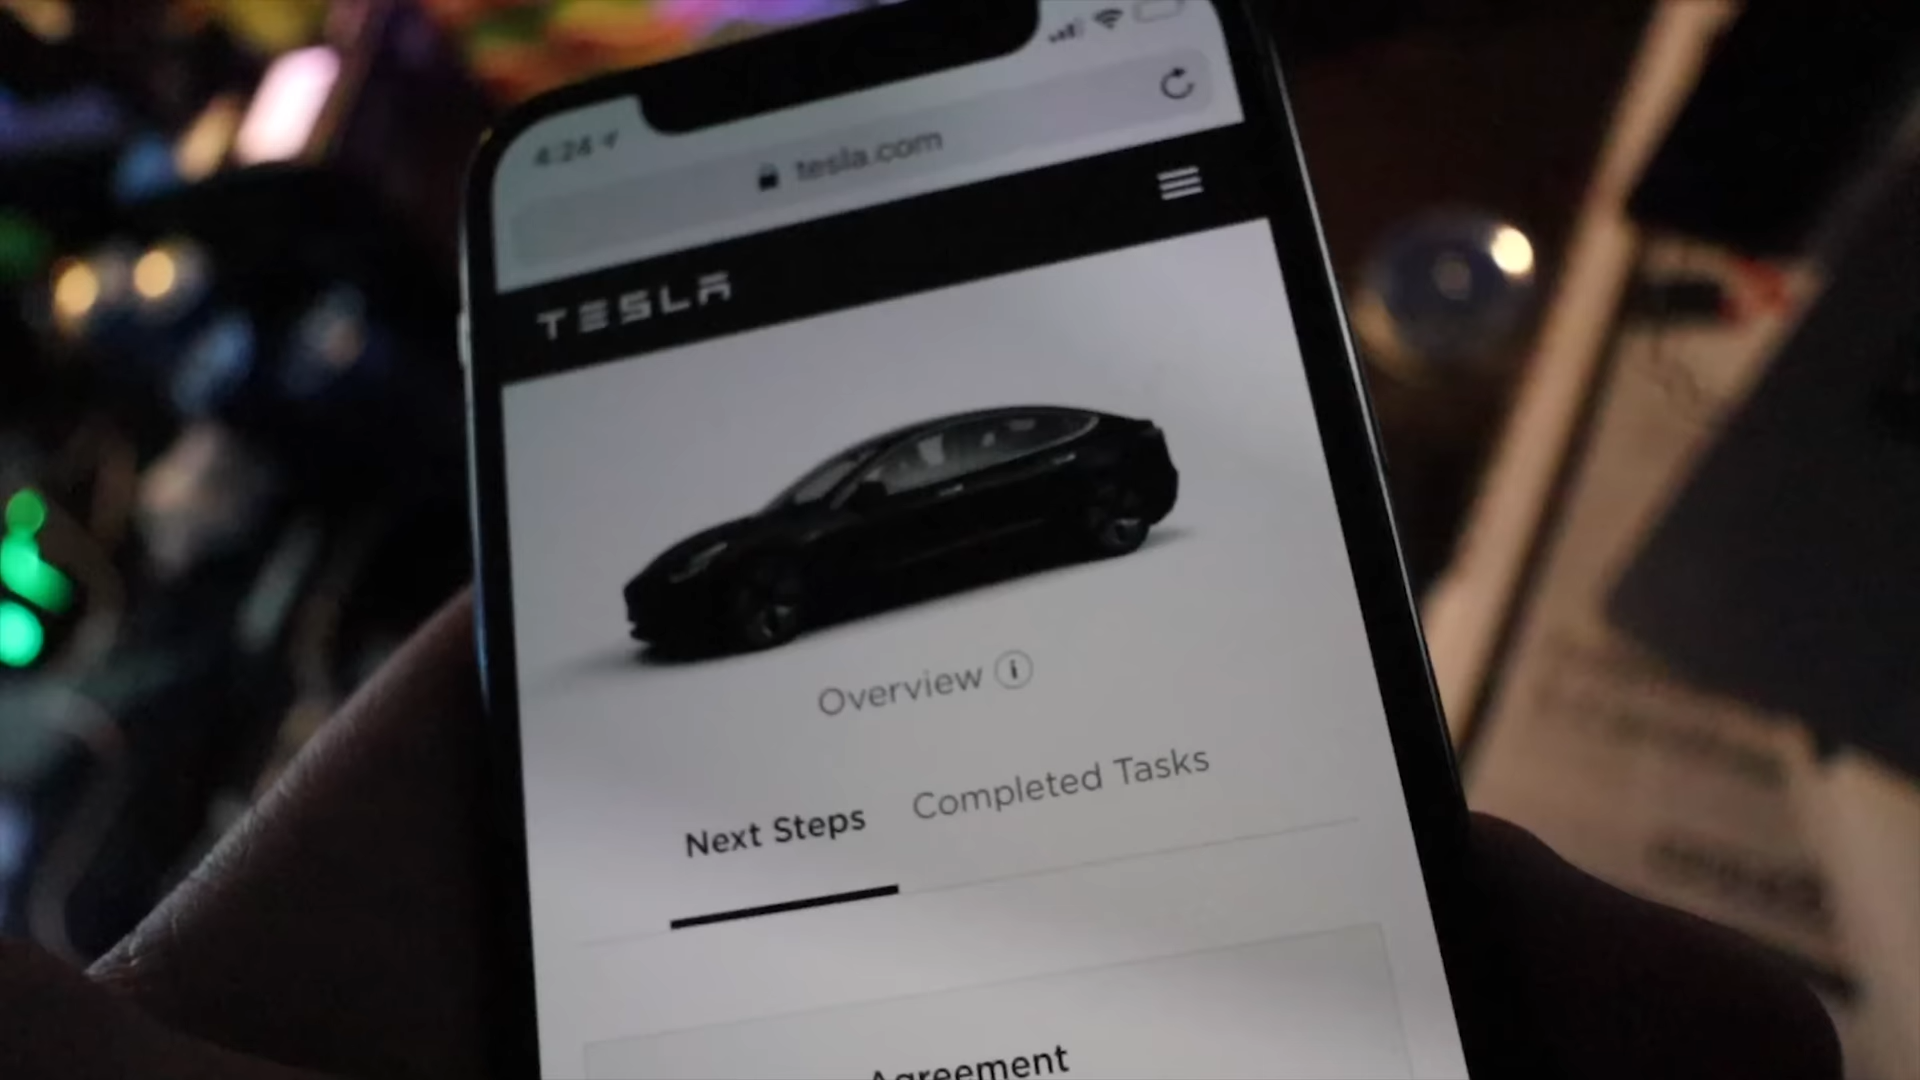 4:24
tesla.com
TESLA
Overview
Next Steps
Completed Tasks
Agreement